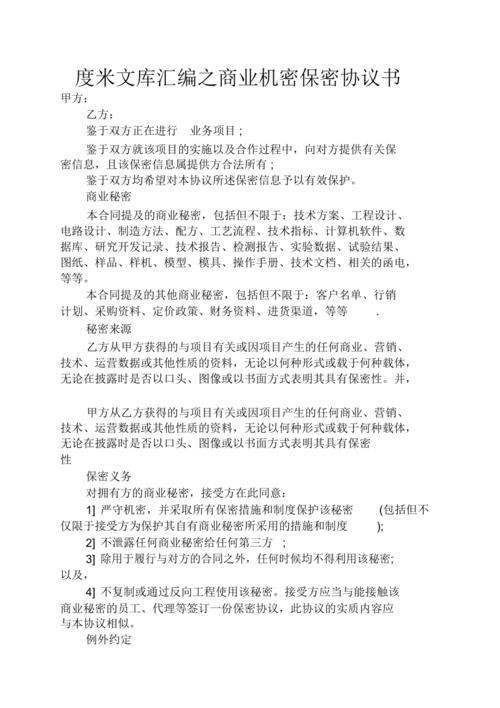 度米文库汇编之商业机密保密协议书
甲方：
乙方：
鉴于双方正在进行 业务项目；
鉴于双方就该项目的实施以及合作过程中，向对方提供有关保
密信息，且该保密信息属提供方合法所有；
鉴于双方均希望对本协议所述保密信息予以有效保护。
商业秘密
本合同提及的商业秘密，包括但不限于：技术方案、工程设计、
电路设计、制造方法、配方、工艺流程、技术指标、计算机软件、数
据库、研究开发记录、技术报告、检测报告、实验数据、试验结果、
图纸、样品、样机、模型、模具、操作手册、技术文档、相关的函电，
等等。
本合同提及的其他商业秘密，包括但不限于：客户名单、行销
计划、采购资料、定价政策、财务资料、进货渠道，等等 .
秘密来源
乙方从甲方获得的与项目有关或因项目产生的任何商业、营销、
技术、运营数据或其他性质的资料，无论以何种形式或载于何种载体，
无论在披露时是否以口头、图像或以书面方式表明其具有保密性。并，
甲方从乙方获得的与项目有关或因项目产生的任何商业、营销、
技术、运营数据或其他性质的资料，无论以何种形式或载于何种载体，
无论在披露时是否以口头、图像或以书面方式表明其具有保密
性
保密义务
对拥有方的商业秘密，接受方在此同意：
1] 严守机密，并采取所有保密措施和制度保护该秘密 (包括但不
仅限于接受方为保护其自有商业秘密所采用的措施和制度 );
2] 不泄露任何商业秘密给任何第三方 ;
3] 除用于履行与对方的合同之外，任何时候均不得利用该秘密;
以及，
4] 不复制或通过反向工程使用该秘密。接受方应当与能接触该
商业秘密的员工、代理等签订一份保密协议，此协议的实质内容应
与本协议相似。
例外约定